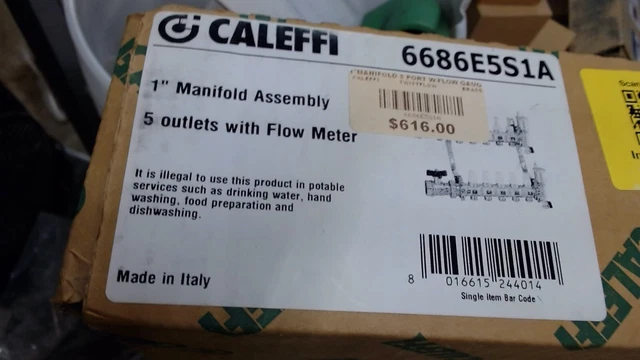 CALEFFI
6686E5S1A
1" Manifold Assembly
5 outlets with Flow Meter
$616.00
It is illegal to use this product in potable
services such as drinking water, hand
washing, food preparation and
dishwashing.
Made in Italy
8 016615 244014
Single Item Bar Code
Scan
CALEFFI